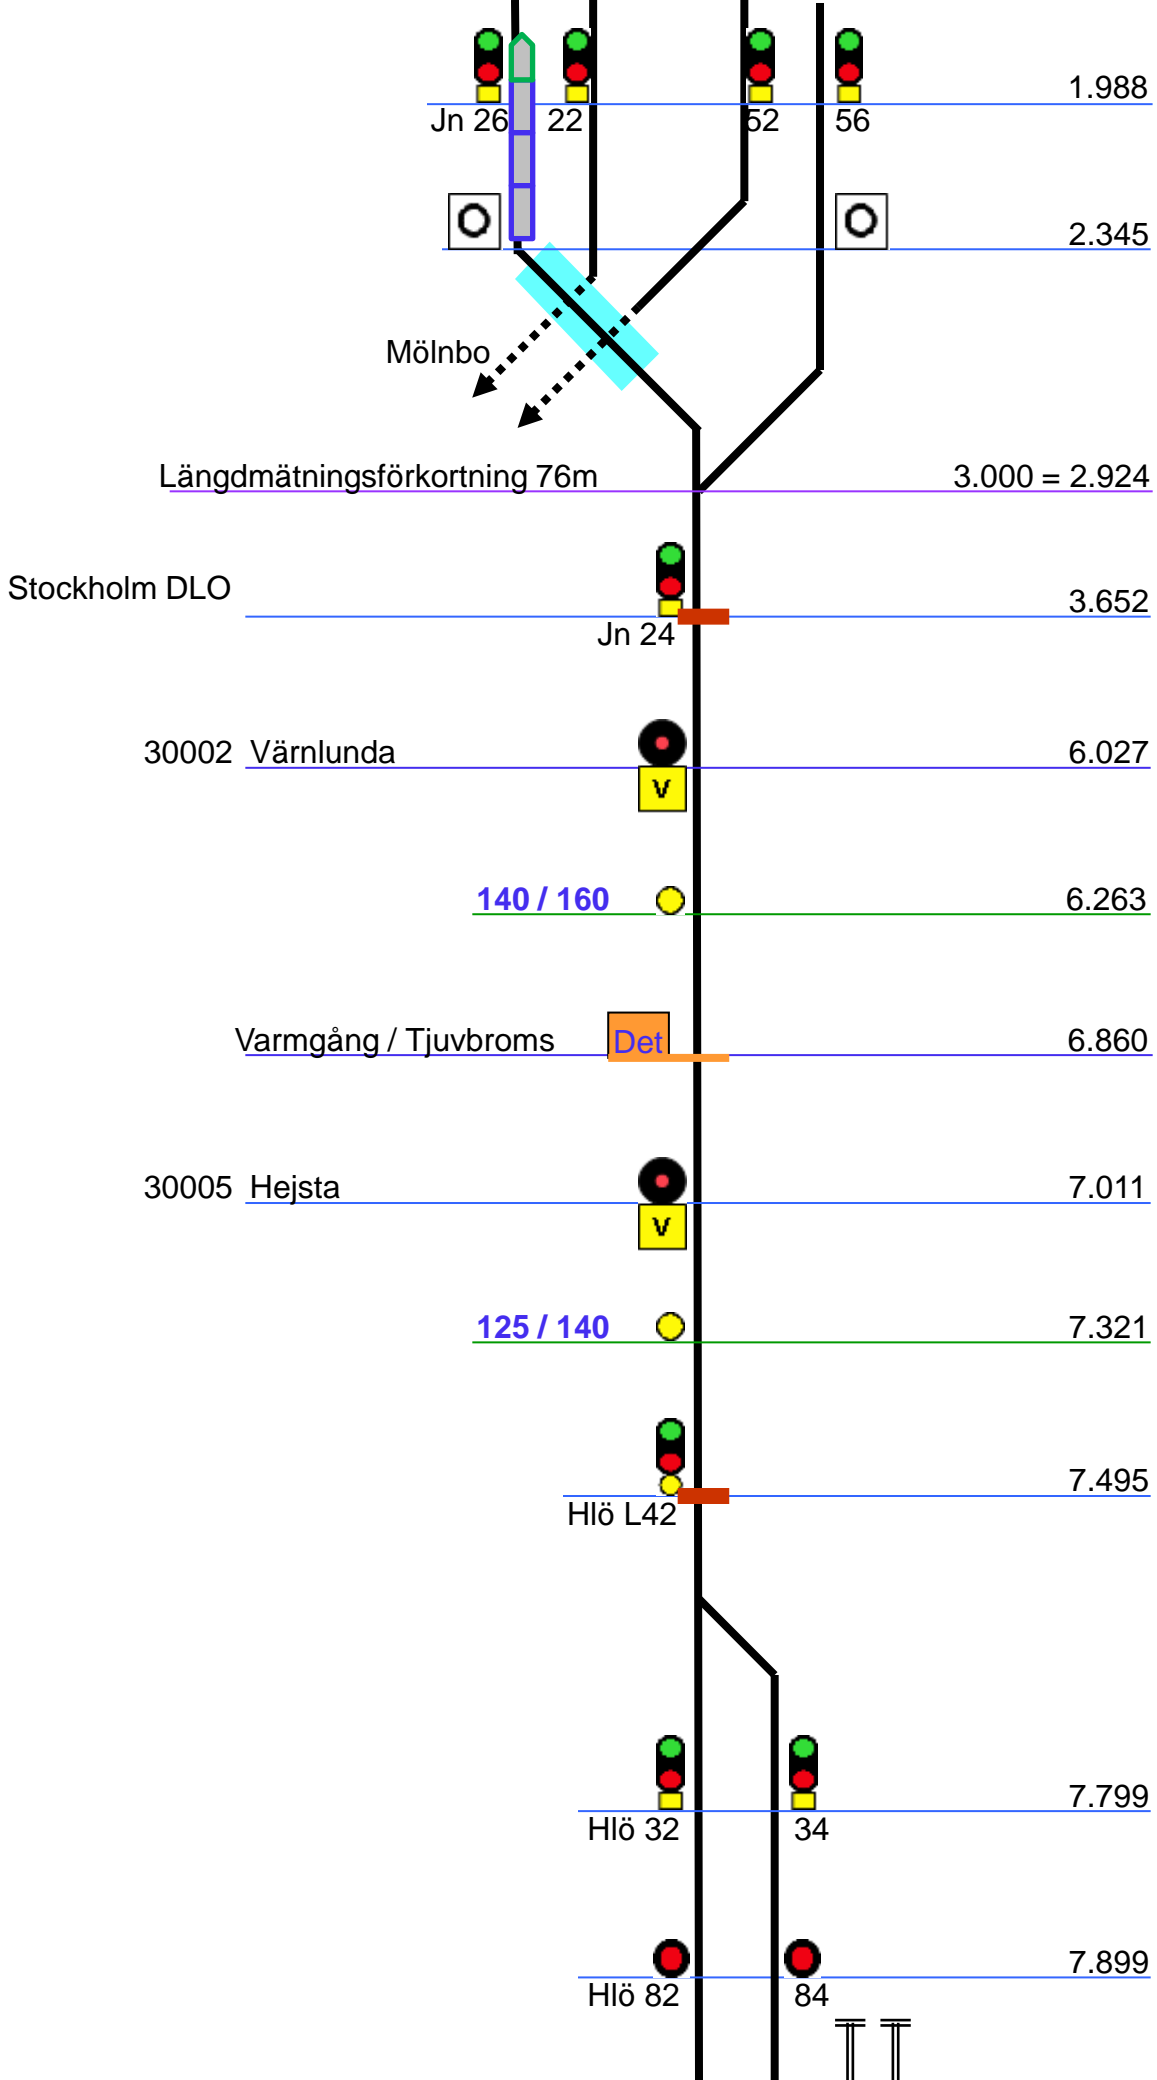 1.988
Jn 26 22 52 56
O O 2.345
Mölnbo
Längdmätningsförkortning 76m 3.000 = 2.924
Stockholm DLO 3.652
Jn 24
30002 Värnlunda 6.027
V
140 / 160 6.263
Varmgång / Tjuvbroms Det 6.860
30005 Hejsta 7.011
V
125 / 140 7.321
7.495
Hlö L42
7.799
Hlö 32 34
7.899
Hlö 82 84